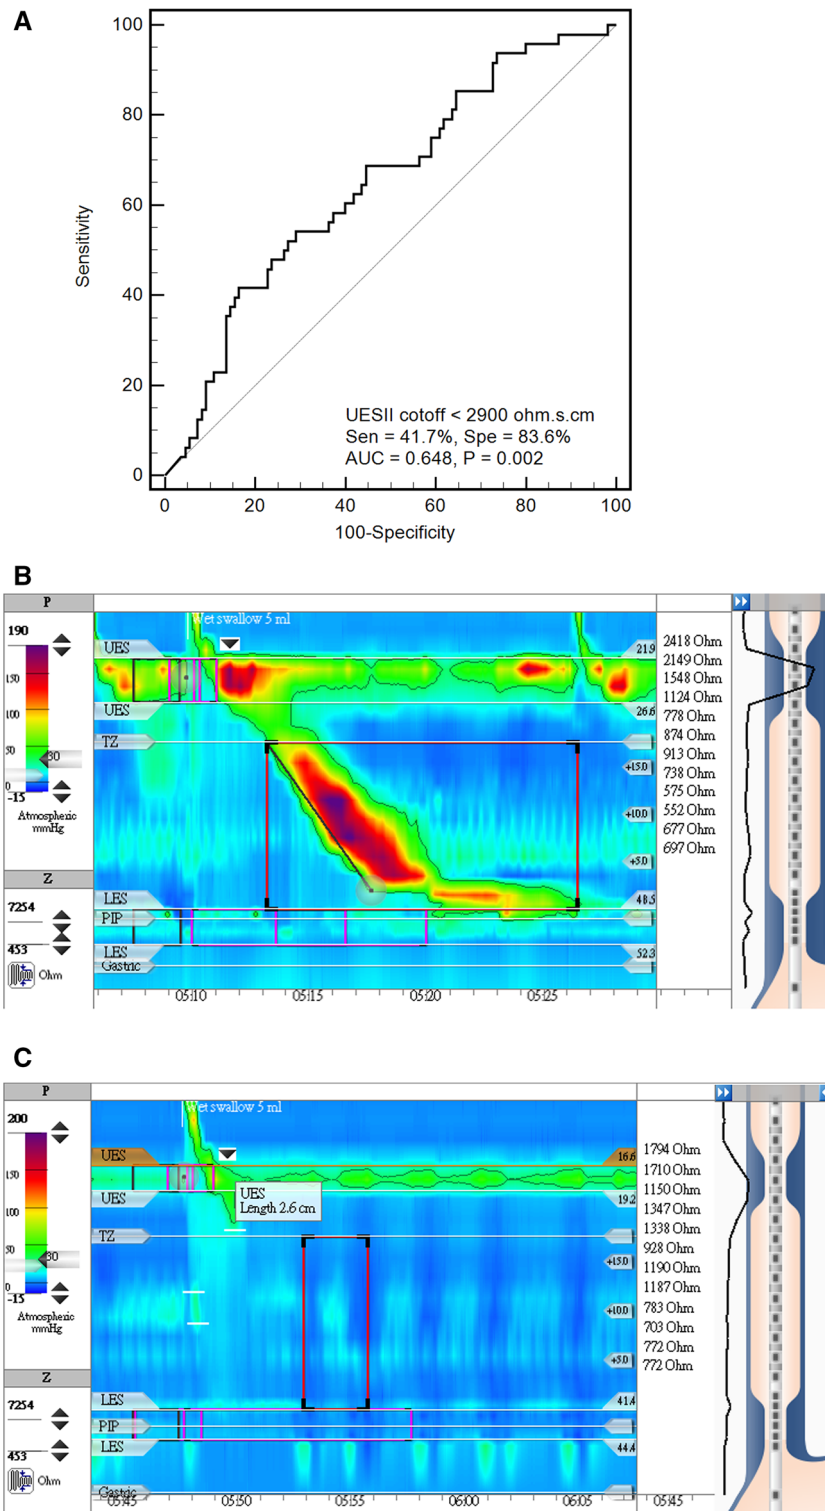 A
100
80
60
40
20
0
Sensitivity
UESII cotoff < 2900 ohm.s.cm
Sen = 41.7%, Spe = 83.6%
AUC = 0.648, P = 0.002
0 20 40 60 80 100
100-Specificity
B
P
190
150
100
50
30
0
-15
Atmospheric
mmHg
Z
7254
453
Ohm
Wet swallow 5 ml
UES 21.9
UES 26.6
TZ
+15.0
+10.0
+5.0
LES 48.5
PIP
LES 52.3
Gastric
05:10 05:15 05:20 05:25
2418 Ohm
2149 Ohm
1548 Ohm
1124 Ohm
778 Ohm
874 Ohm
913 Ohm
738 Ohm
575 Ohm
552 Ohm
677 Ohm
697 Ohm
C
P
200
150
100
50
30
0
-15
Atmospheric
mmHg
Z
7254
453
Ohm
Wet swallow 5 ml
UES 16.6
UES 19.2
UES
Length 2.6 cm
TZ
+15.0
+10.0
+5.0
LES 41.4
PIP
LES 44.4
Gastric
05:45 05:50 05:55 06:00 06:05 05:45
1794 Ohm
1710 Ohm
1150 Ohm
1347 Ohm
1338 Ohm
928 Ohm
1190 Ohm
1187 Ohm
783 Ohm
703 Ohm
772 Ohm
772 Ohm